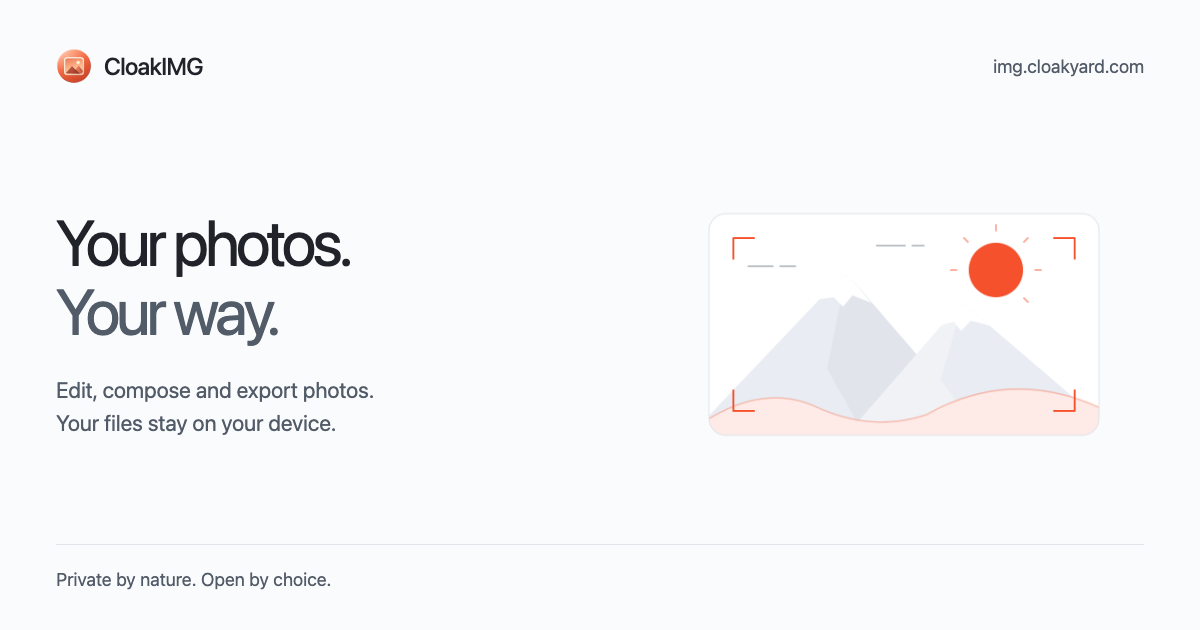 CloakIMG
img.cloakyard.com
Your photos.
Your way.
Edit, compose and export photos.
Your files stay on your device.
Private by nature. Open by choice.